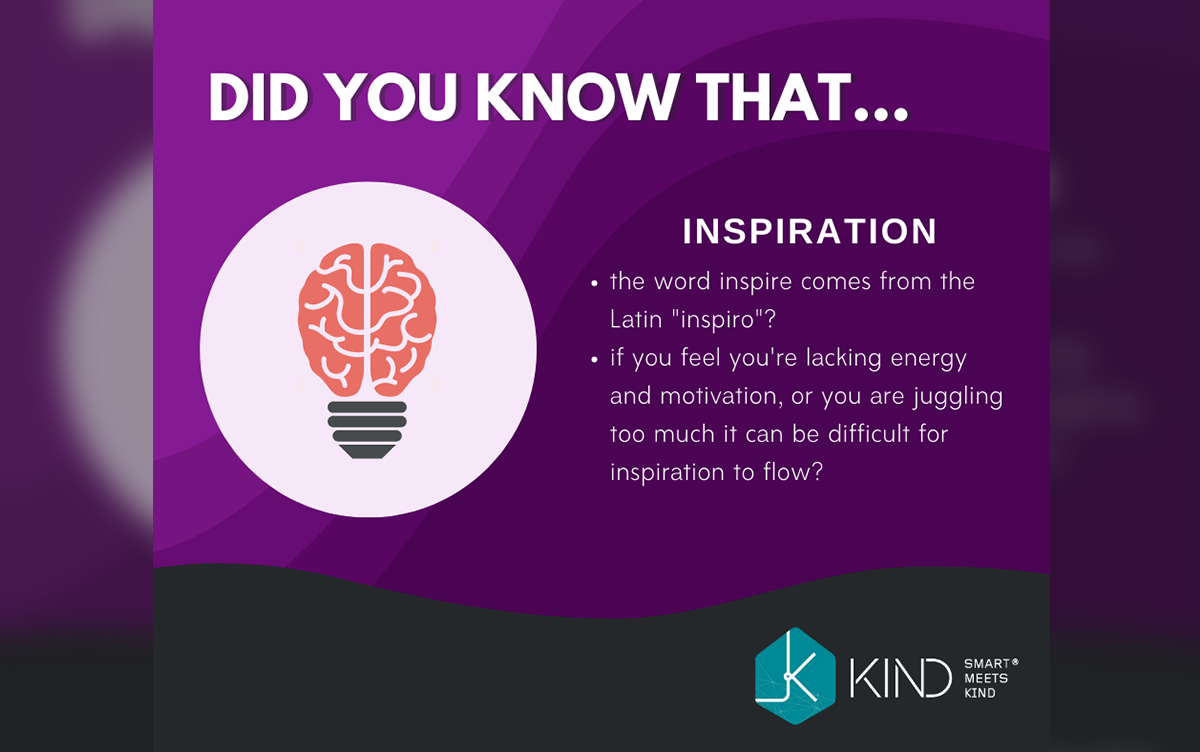 DID YOU KNOW THAT...
INSPIRATION
• the word inspire comes from the
Latin "inspiro"?
• if you feel you're lacking energy
and motivation, or you are juggling
too much it can be difficult for
inspiration to flow?
KIND
SMART®
MEETS
KIND